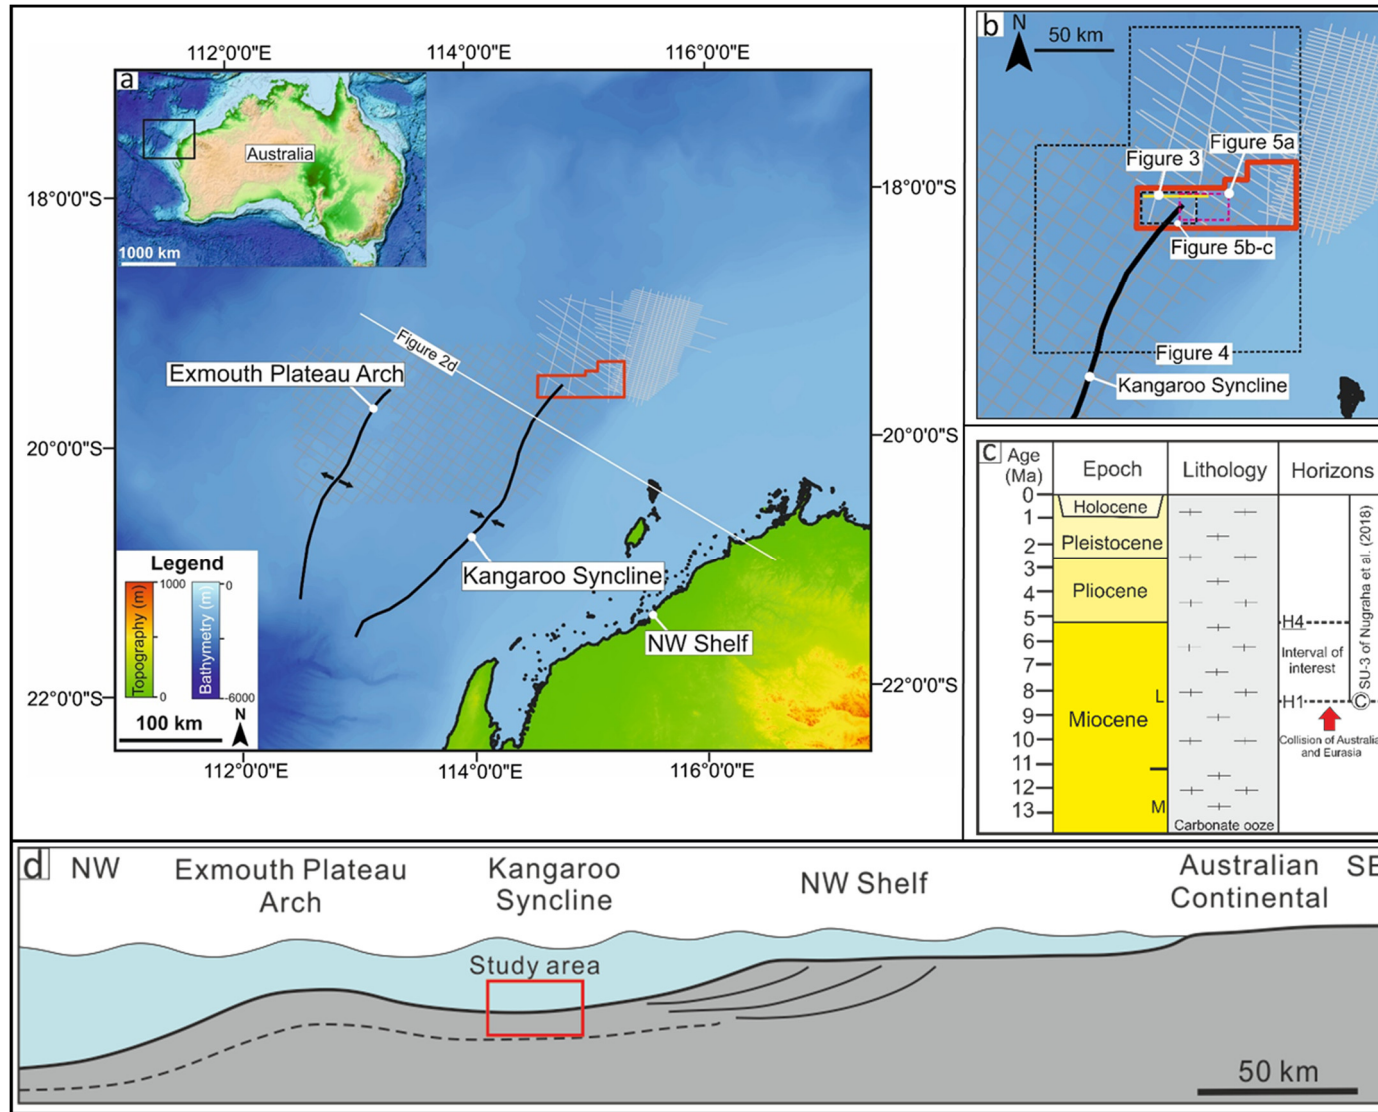 112°0'0"E
114°0'0"E
116°0'0"E
a
Australia
1000 km
18°0'0"S
18°0'0"S
Figure 2d
Exmouth Plateau Arch
20°0'0"S
20°0'0"S
Kangaroo Syncline
NW Shelf
Legend
Topography (m)
1000
0
Bathymetry (m)
0
-6000
100 km
N
22°0'0"S
22°0'0"S
112°0'0"E
114°0'0"E
116°0'0"E
b
N
50 km
Figure 5a
Figure 3
Figure 5b-c
Figure 4
Kangaroo Syncline
c
Age
(Ma)
Epoch
Lithology
Horizons
0
1
2
3
4
5
6
7
8
9
10
11
12
13
Holocene
Pleistocene
Pliocene
Miocene
L
M
Carbonate ooze
H4
Interval of
interest
H1
C
SU-3 of Nugraha et al. (2018)
Collision of Australia
and Eurasia
d
NW
Exmouth Plateau
Arch
Kangaroo
Syncline
NW Shelf
Australian
Continental
SE
Study area
50 km